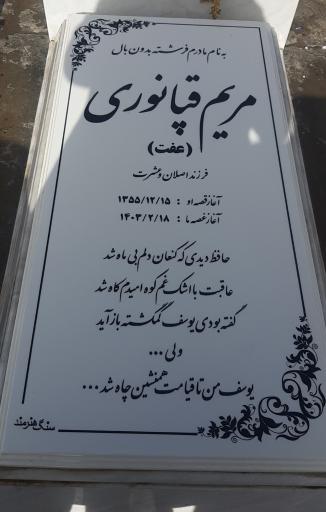 به نام مادرم فرشته بدون بال
مریم قپانوری
(عفت)
فرزند اصلان و عشرت
آغاز قصه او : ۱۳۵۵/۱۲/۱۵
آغاز غصه ما : ۱۴۰۳/۲/۱۸
حافظ دیدی که کنعان دلم بی ماه شد
عاقبت با اشک غم کوه امیدم کاه شد
گفته بودی یوسف گمگشته بازآید
ولی ...
یوسف من تا قیامت همنشین چاه شد ...
سنگ هنرمند